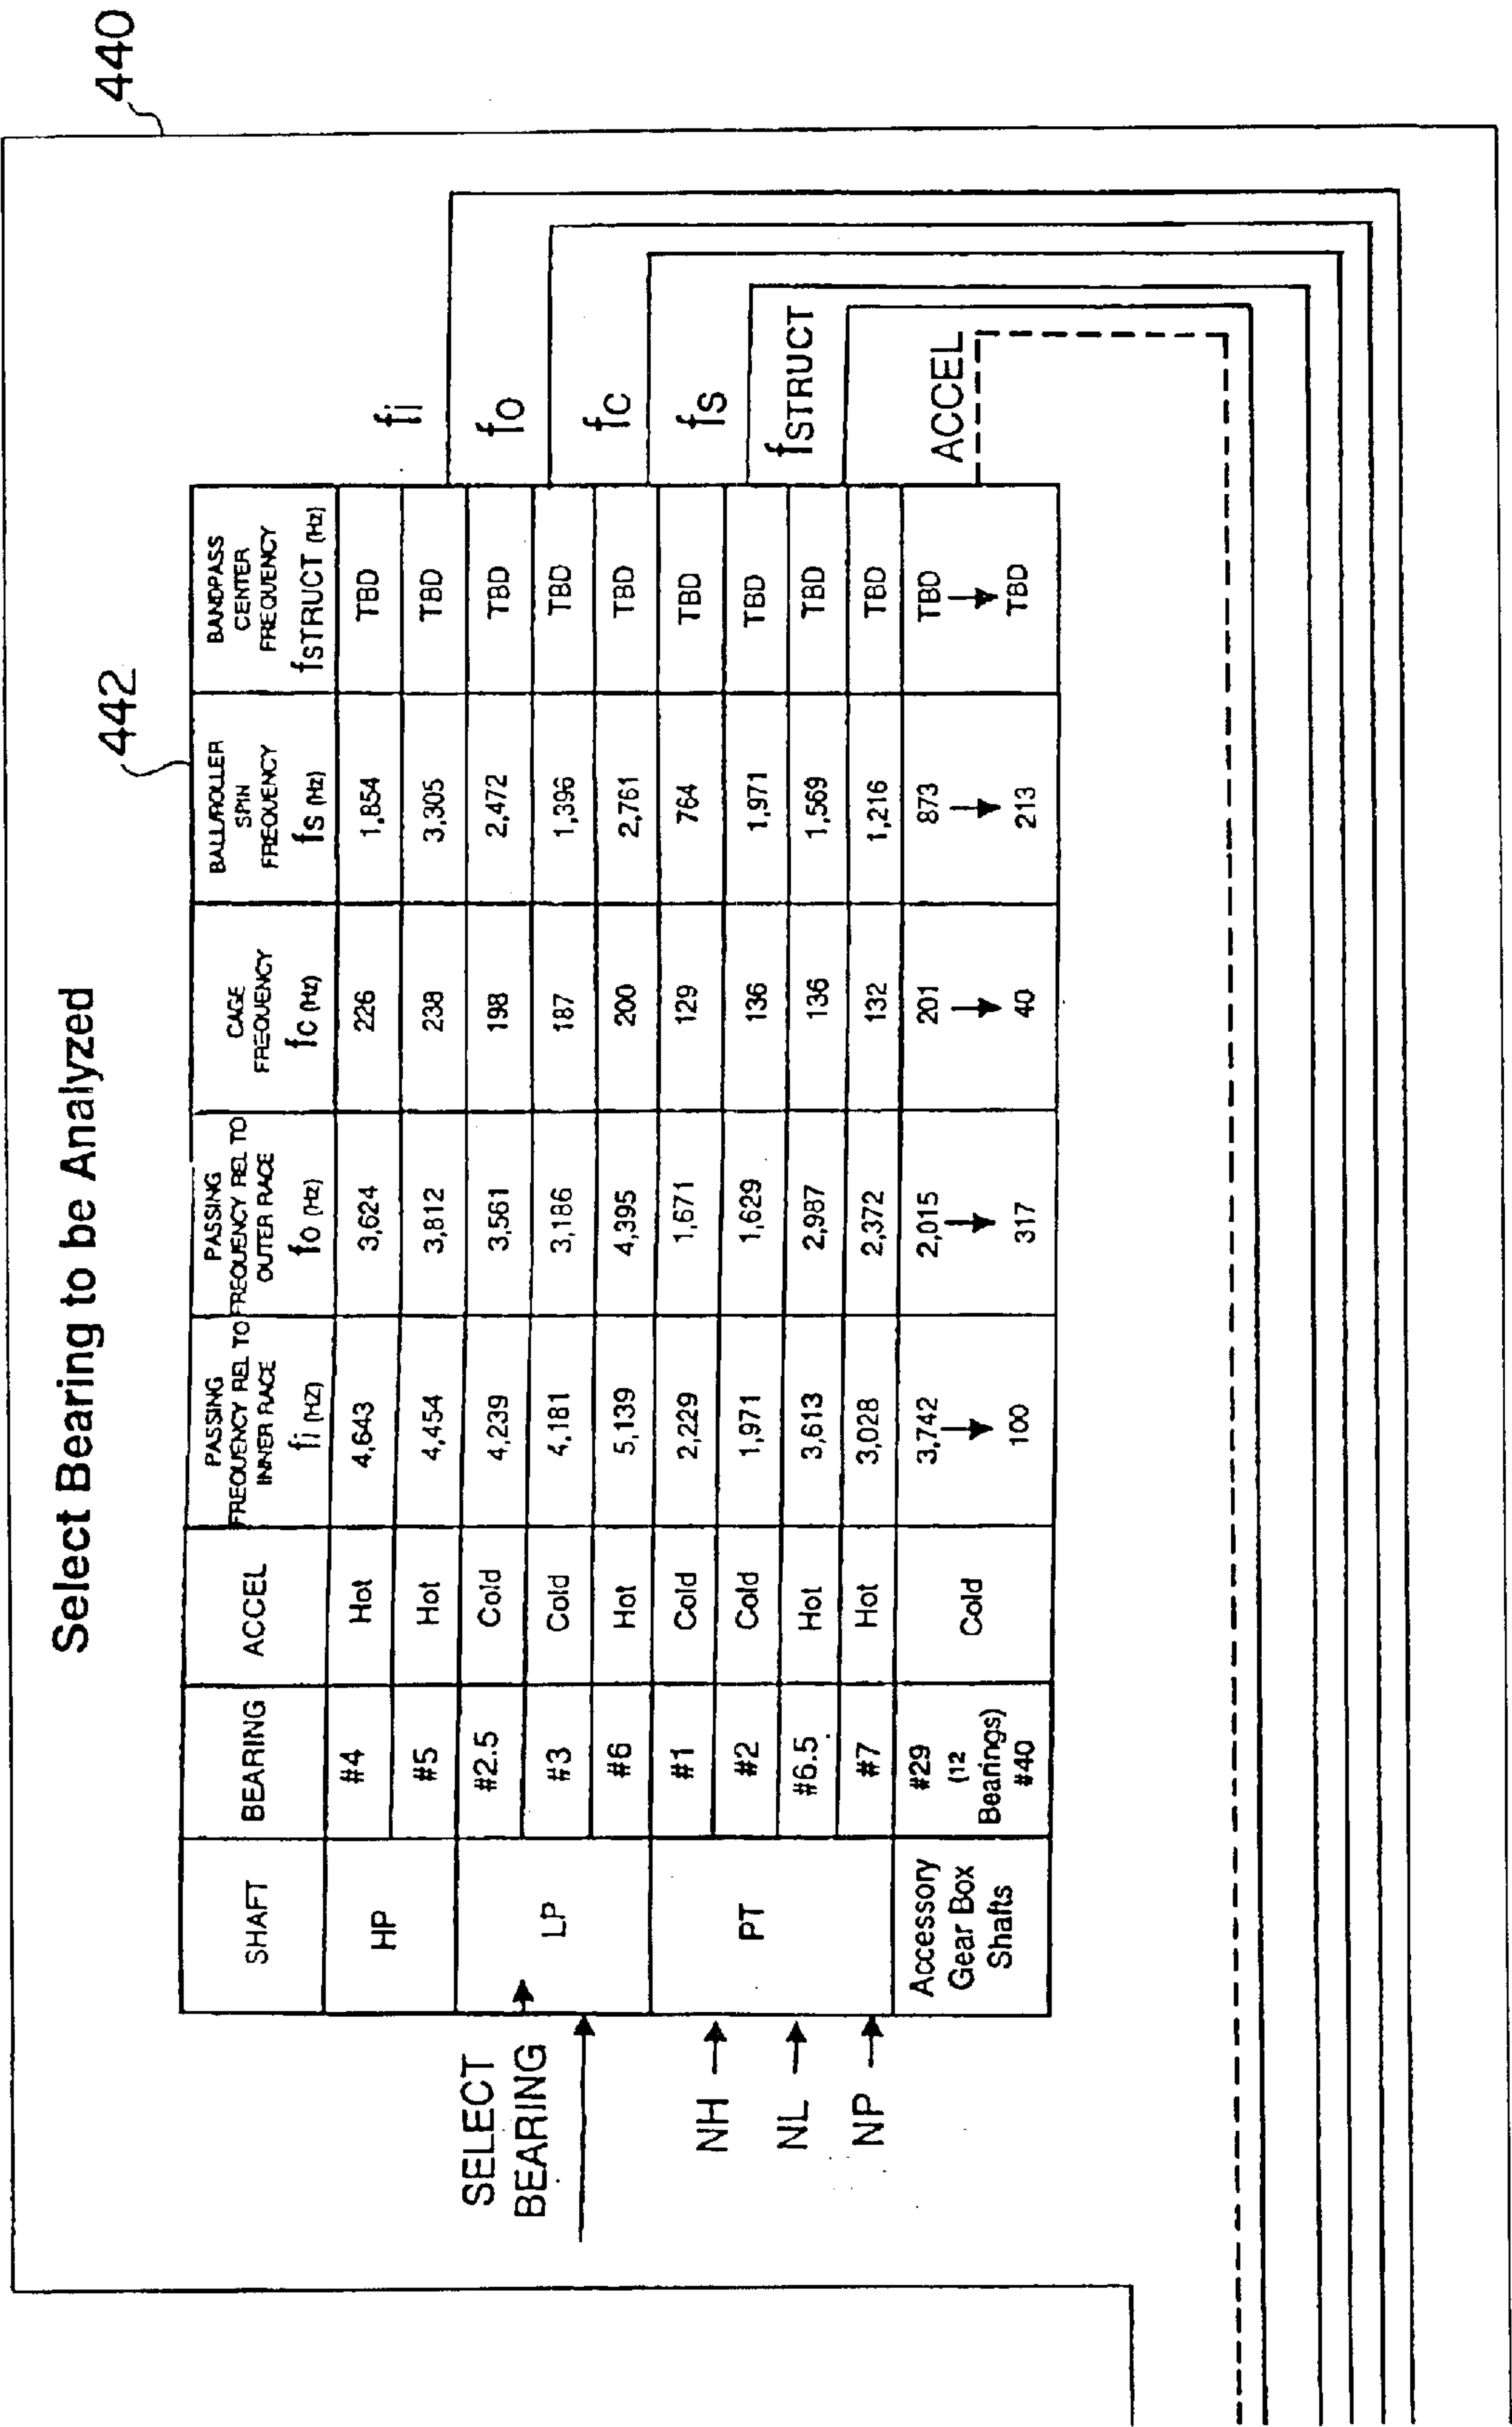 440
Select Bearing to be Analyzed
442
SHAFT
BEARING
ACCEL
PASSING
FREQUENCY REL TO
INNER RACE
fi (HZ)
PASSING
FREQUENCY REL TO
OUTER RACE
fo (Hz)
CAGE
FREQUENCY
fc (Hz)
BALL/ROLLER
SPIN
FREQUENCY
fs (Hz)
BANDPASS
CENTER
FREQUENCY
fSTRUCT (Hz)
HP
#4 Hot 4,643 3,624 226 1,854 TBD
#5 Hot 4,454 3,812 238 3,305 TBD
LP
#2.5 Cold 4,239 3,561 198 2,472 TBD
#3 Cold 4,181 3,186 187 1,396 TBD
#6 Hot 5,139 4,395 200 2,761 TBD
PT
#1 Cold 2,229 1,671 129 764 TBD
#2 Cold 1,971 1,629 136 1,971 TBD
#6.5 Hot 3,613 2,987 136 1,569 TBD
#7 Hot 3,028 2,372 132 1,216 TBD
Accessory
Gear Box
Shafts
#29
(12
Bearings)
#40
Cold
3,742 2,015 201 873 TBD
100 317 40 213 TBD
SELECT
BEARING
NH
NL
NP
fi
fo
fc
fs
fSTRUCT
ACCEL